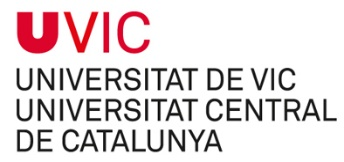 UVIC
UNIVERSITAT DE VIC
UNIVERSITAT CENTRAL
DE CATALUNYA